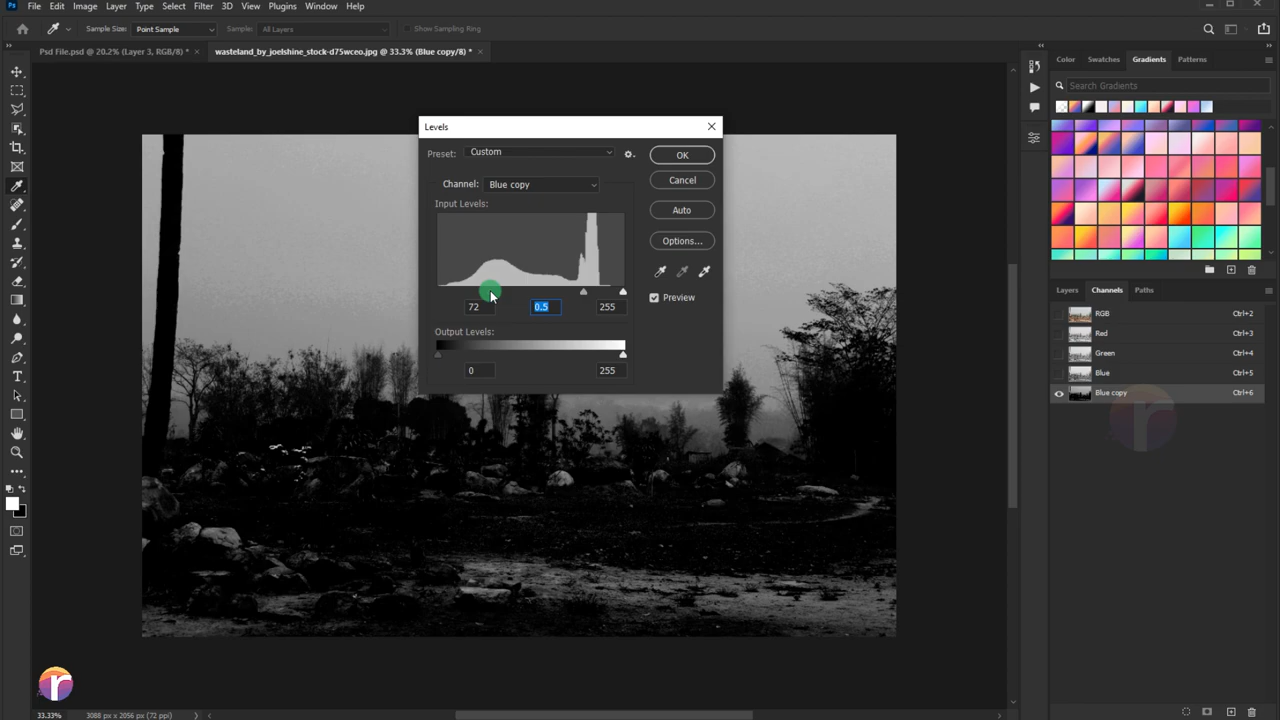 Ps File Edit Image Layer Type Select Filter 3D View Plugins Window Help
Sample Size: Point Sample Sample: All Layers Show Sampling Ring
Psd File.psd @ 20.2% (Layer 3, RGB/8) * × wasteland_by_joelshine_stock-d75wceo.jpg @ 33.3% (Blue copy/8) * ×
Color Swatches Gradients Patterns
Search Gradients
Levels
Preset: Custom
OK
Channel: Blue copy
Cancel
Input Levels:
Auto
Options...
Preview
72 0.5 255
Output Levels:
0 255
Layers Channels Paths
RGB Ctrl+2
Red Ctrl+3
Green Ctrl+4
Blue Ctrl+5
Blue copy Ctrl+6
r
r
33.33% 3088 px x 2056 px (72 ppi)